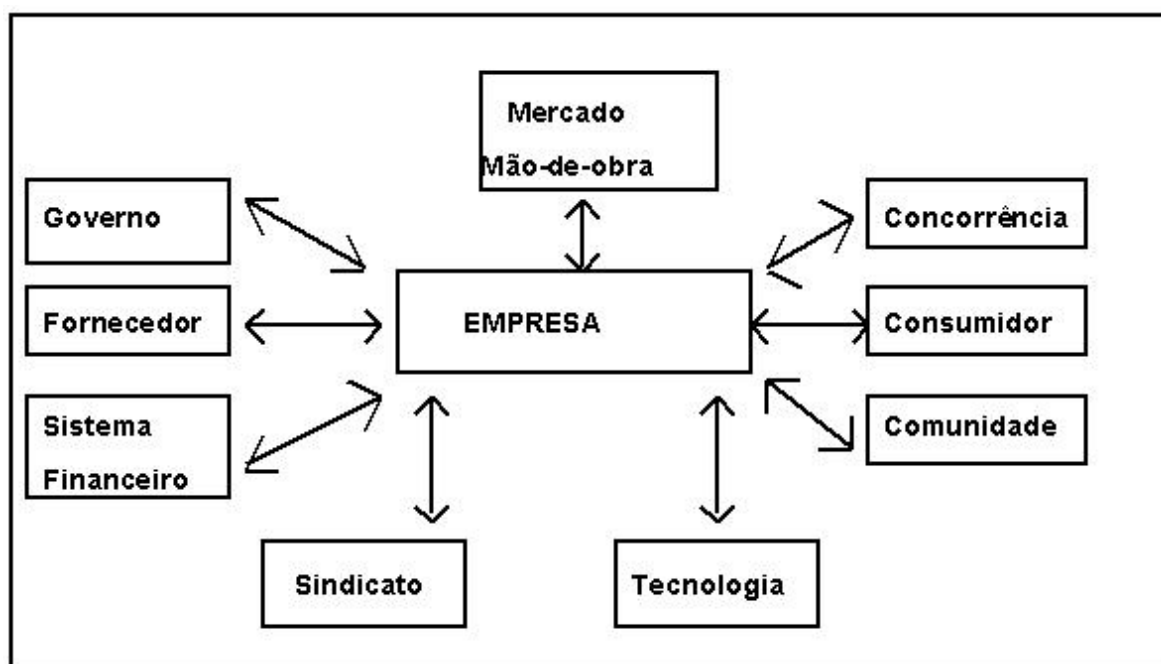 Mercado
Mão-de-obra
Governo
Concorrência
Fornecedor
EMPRESA
Consumidor
Sistema
Financeiro
Comunidade
Sindicato
Tecnologia